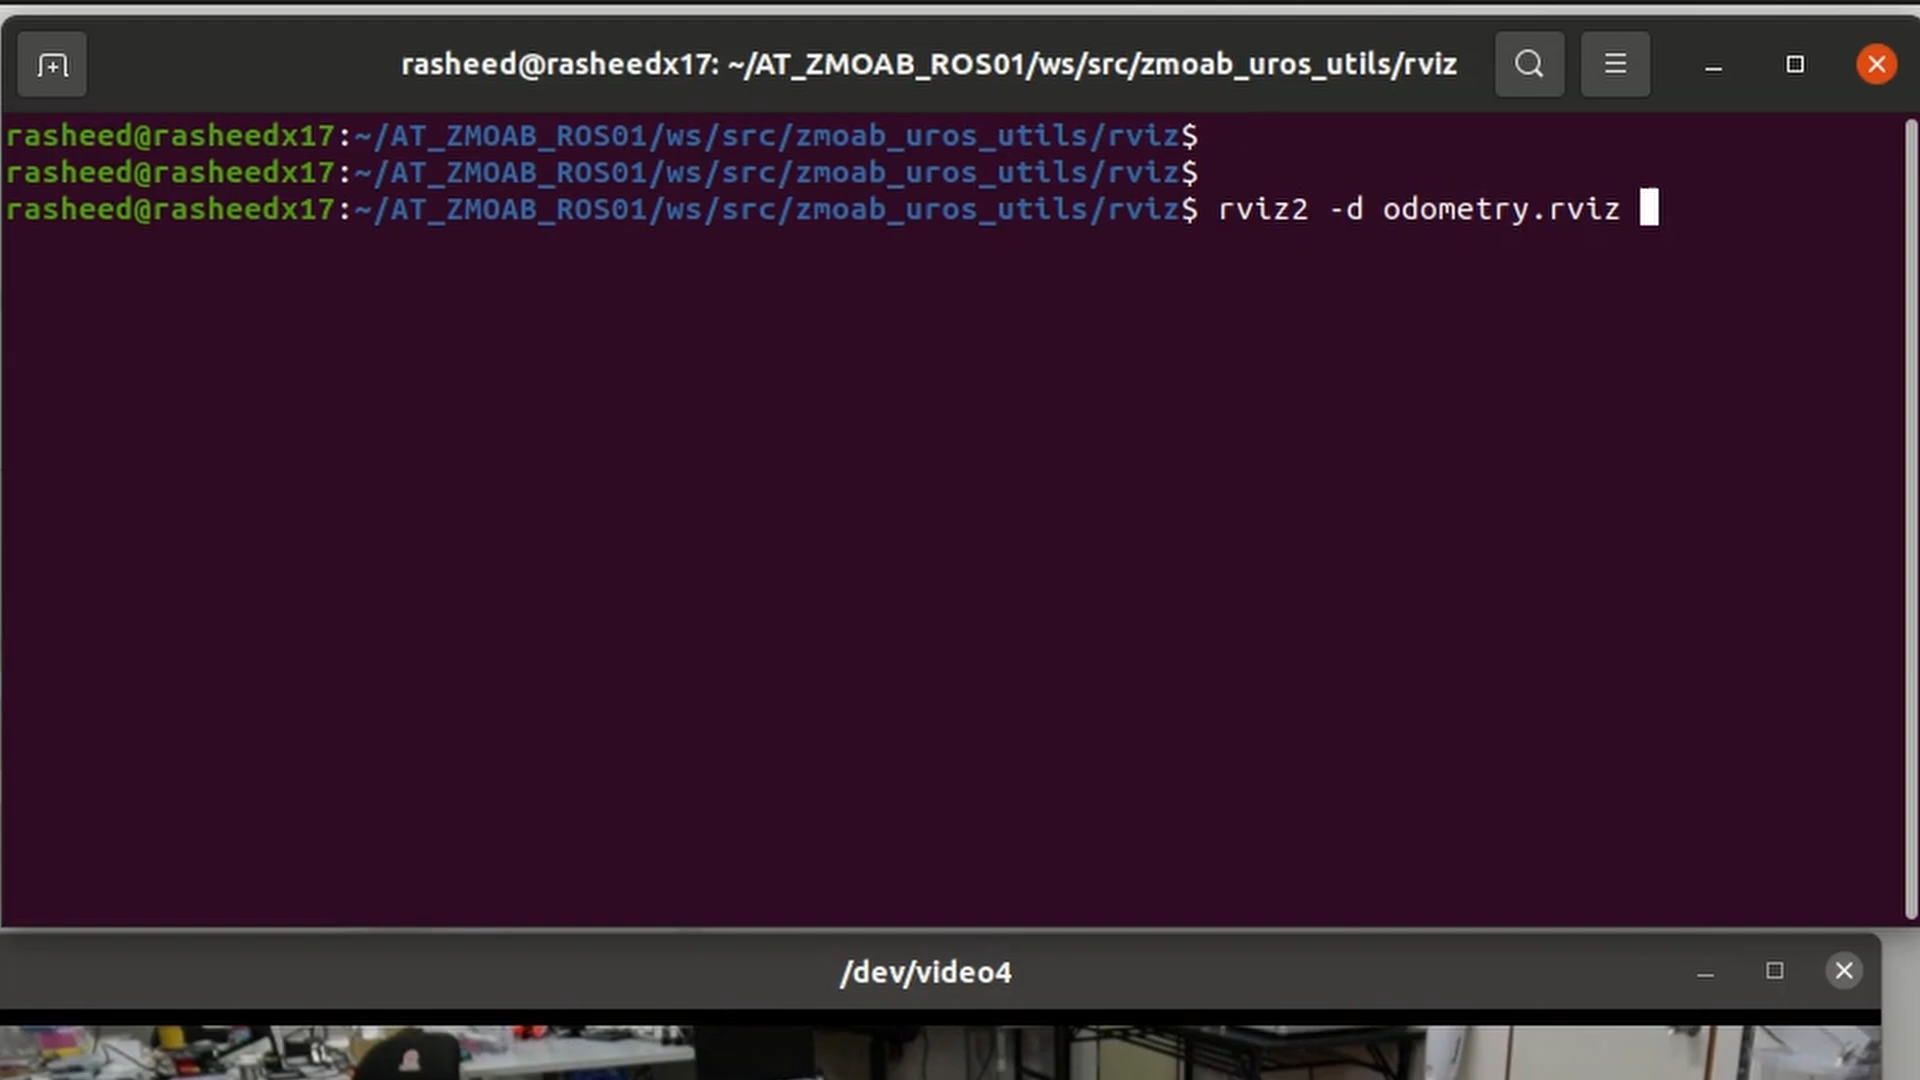 rasheed@rasheedx17: ~/AT_ZMOAB_ROS01/ws/src/zmoab_uros_utils/rviz
rasheed@rasheedx17:~/AT_ZMOAB_ROS01/ws/src/zmoab_uros_utils/rviz$
rasheed@rasheedx17:~/AT_ZMOAB_ROS01/ws/src/zmoab_uros_utils/rviz$
rasheed@rasheedx17:~/AT_ZMOAB_ROS01/ws/src/zmoab_uros_utils/rviz$ rviz2 -d odometry.rviz
/dev/video4